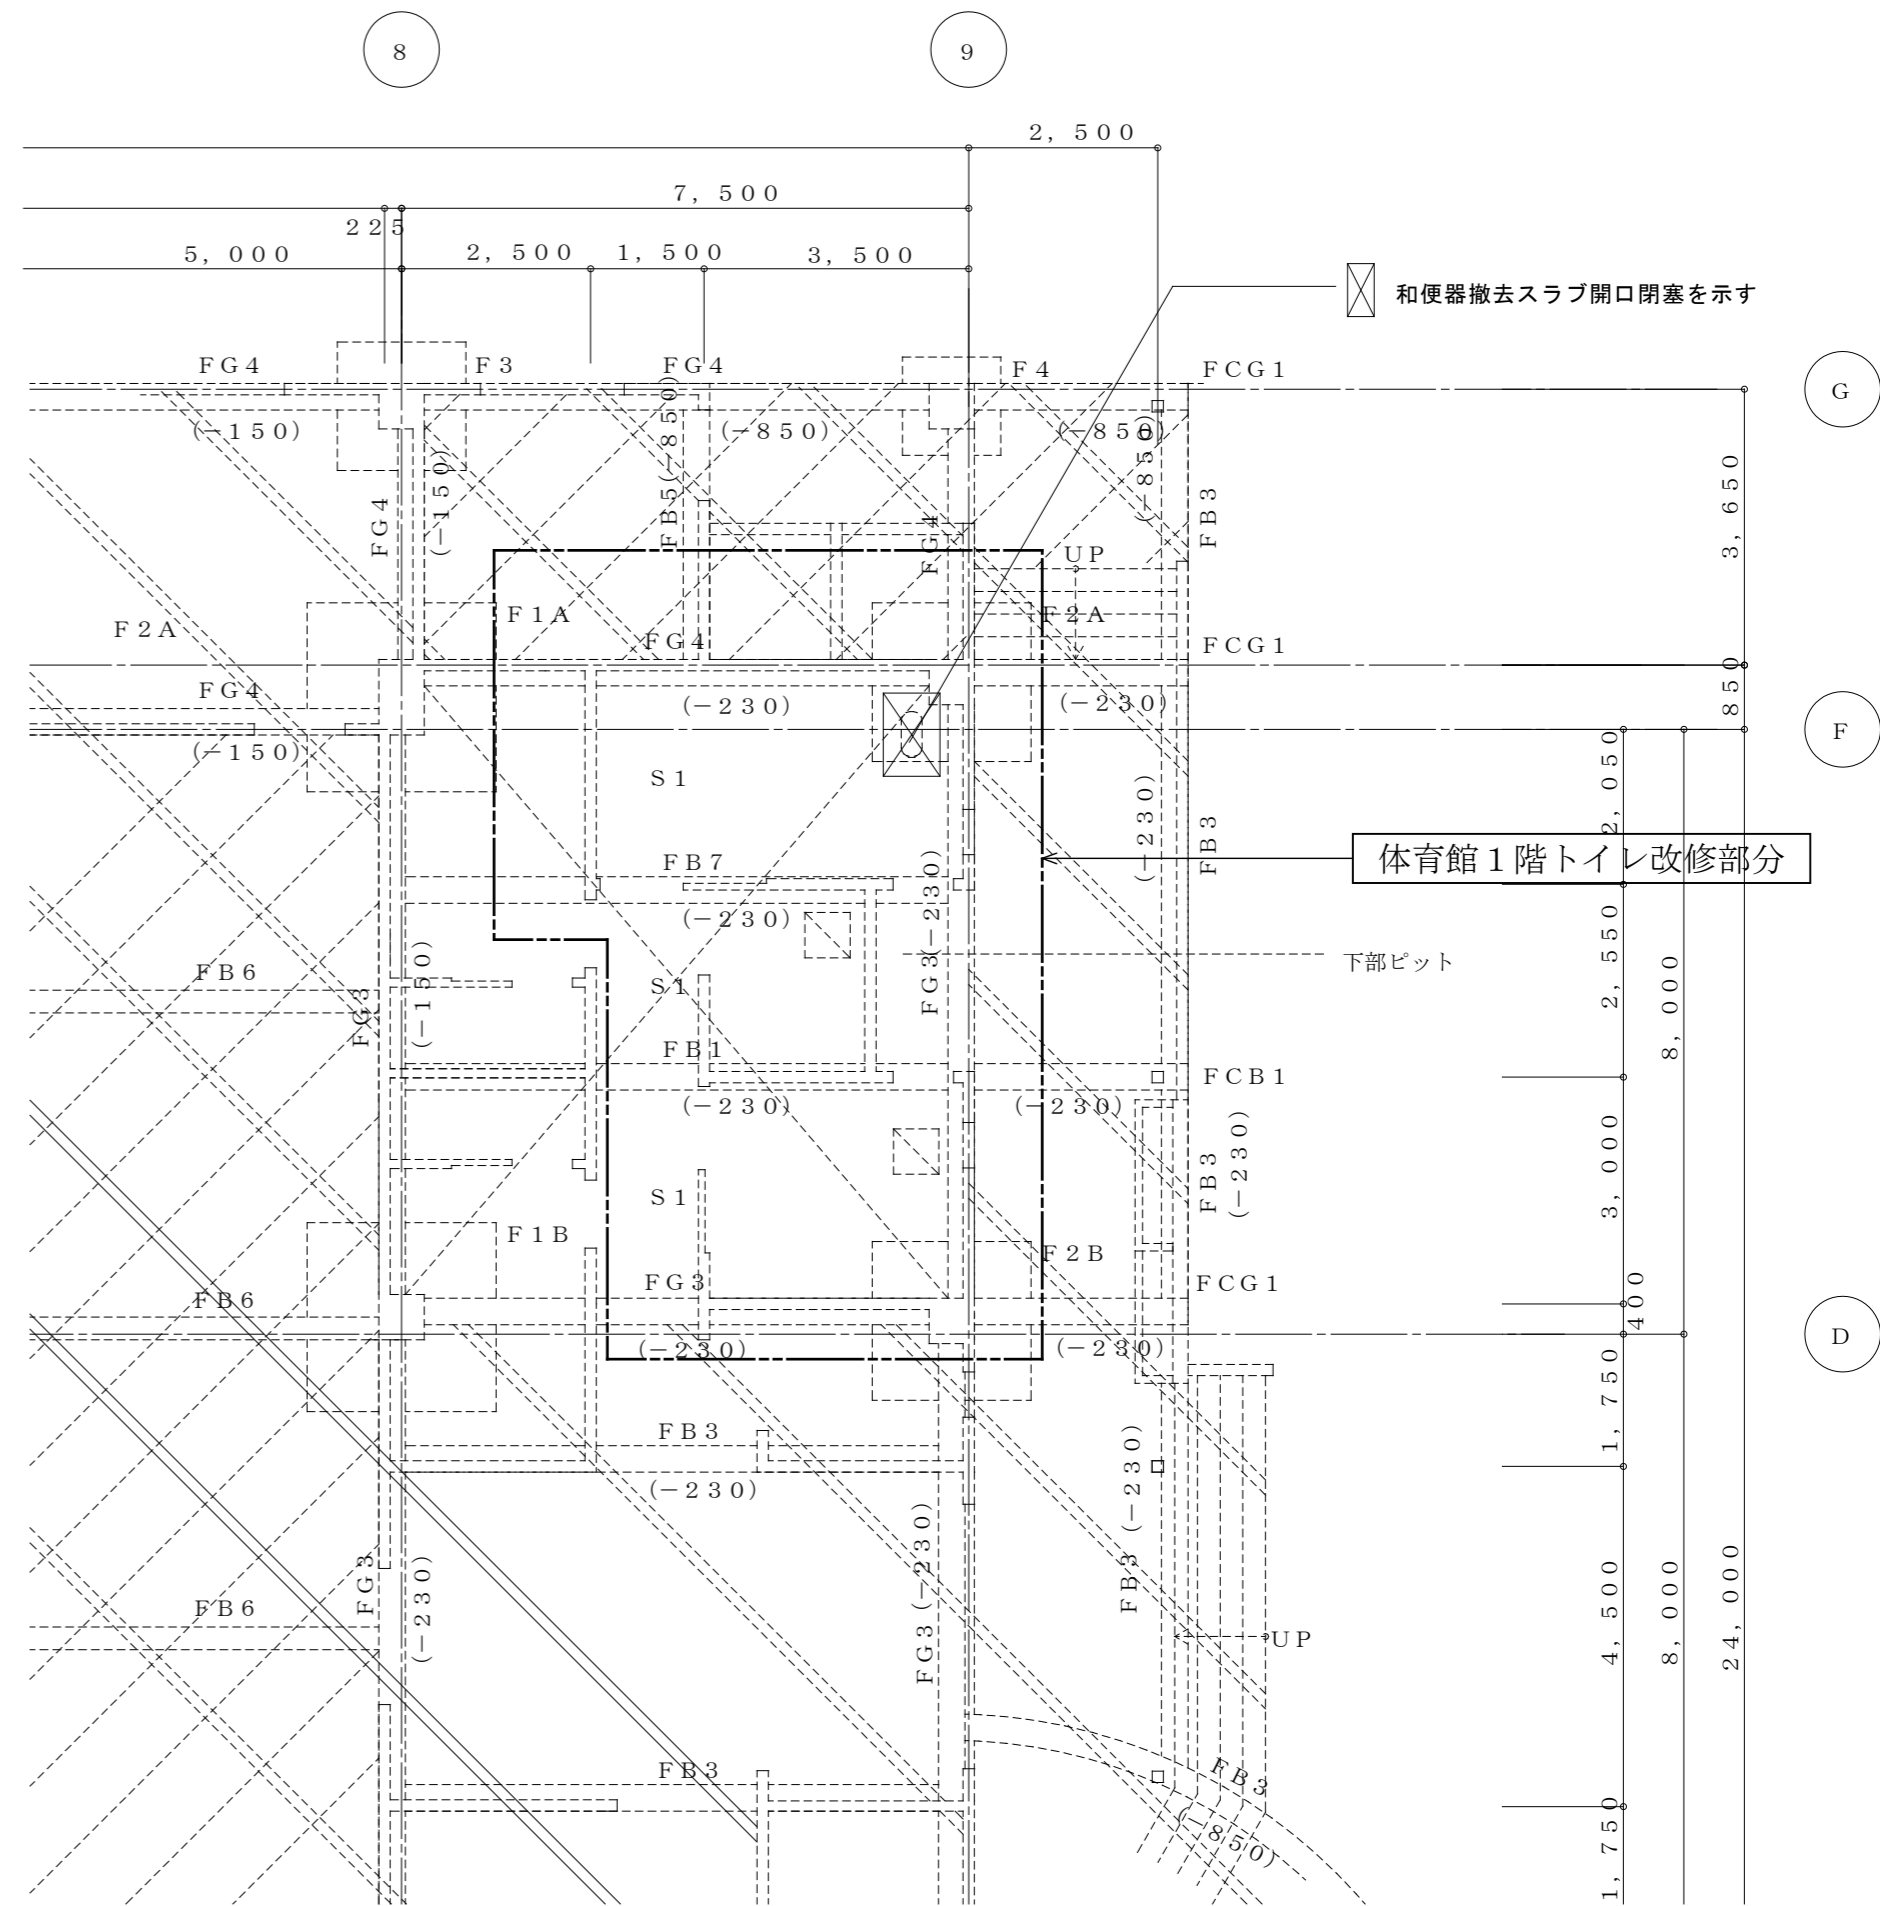 8
9
2，500
7，500
225
5，000
2，500
1，500
3，500
和便器撤去スラブ開口閉塞を示す
FG4
F3
FG4
F4
FCG1
G
(－150)
(－850)
(－850)
FG4
(－150)
FB5(－850)
FG4
(－850)
FB3
3，650
UP
F2A
F1A
FG4
F2A
FCG1
FG4
(－230)
(－230)
850
F
(－150)
S1
(－230)
FB3
2，050
体育館１階トイレ改修部分
FB7
(－230)
FG3(－230)
下部ピット
2，550
8，000
FB6
FG3
(－150)
S1
FB1
FCB1
(－230)
(－230)
FB3
(－230)
3，000
S1
F1B
F2B
FG3
FCG1
FB6
400
D
(－230)
(－230)
1，750
FB3
(－230)
FB3 (－230)
FG3
(－230)
FG3(－230)
4，500
8，000
24，000
FB6
UP
FB3
FB3
(－850)
1，750